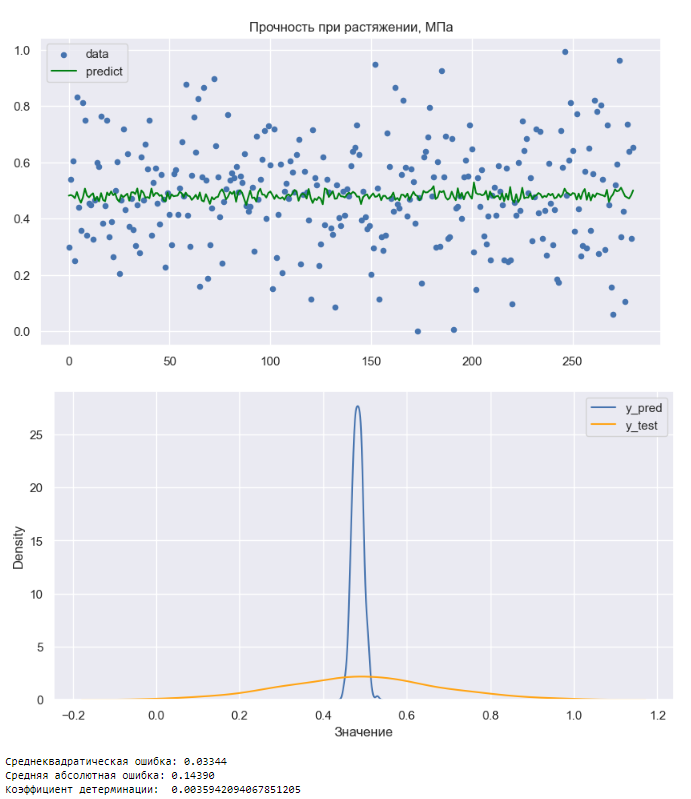 Прочность при растяжении, МПа
data
predict
1.0
0.8
0.6
0.4
0.2
0.0
0 50 100 150 200 250
y_pred
y_test
Density
25
20
15
10
5
0
-0.2 0.0 0.2 0.4 0.6 0.8 1.0 1.2
Значение
Среднеквадратическая ошибка: 0.03344
Средняя абсолютная ошибка: 0.14390
Коэффициент детерминации: 0.0035942094067851205